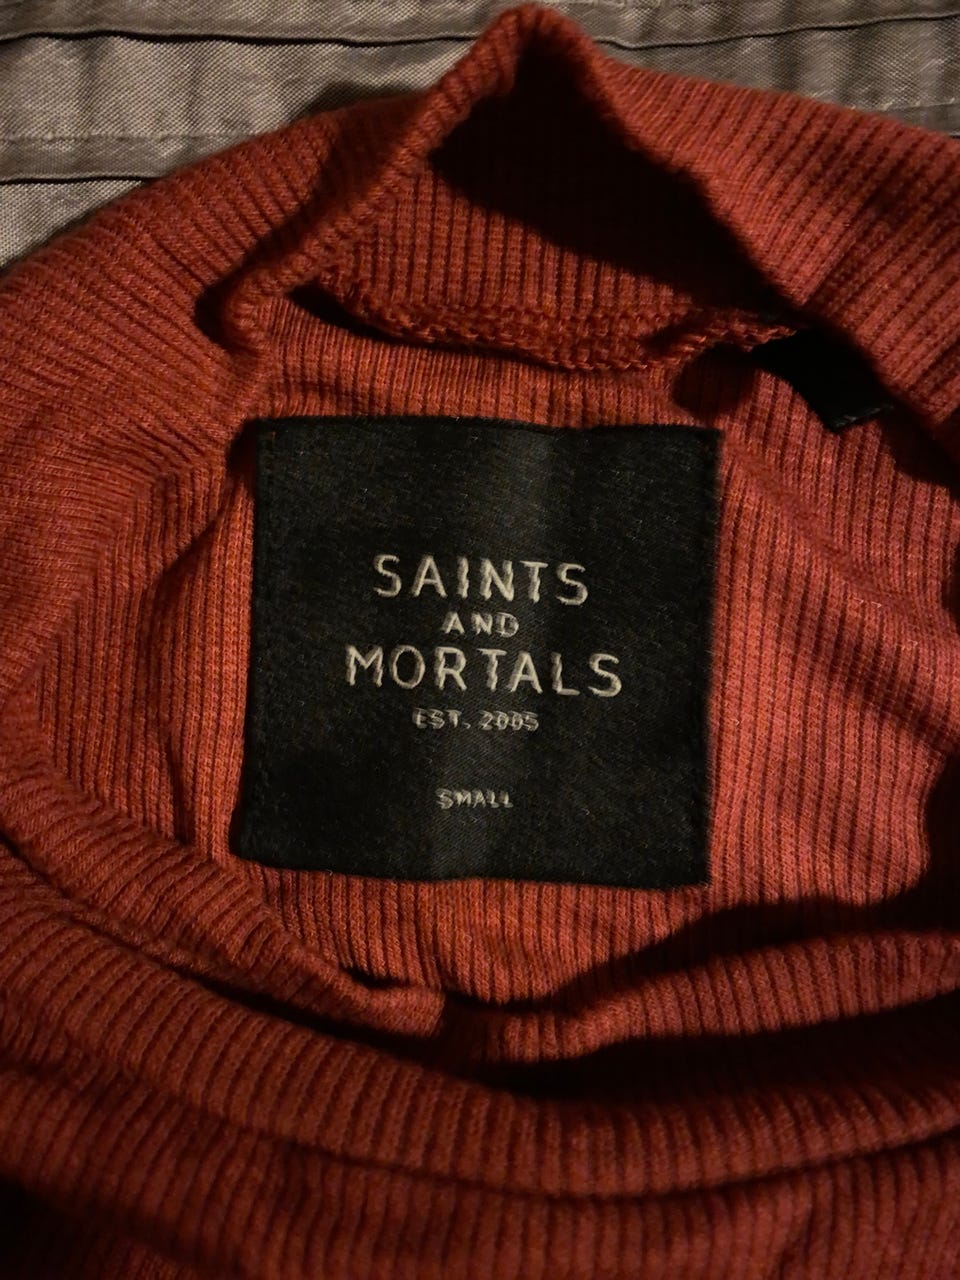 SAINTS
AND
MORTALS
EST. 2005
SMALL